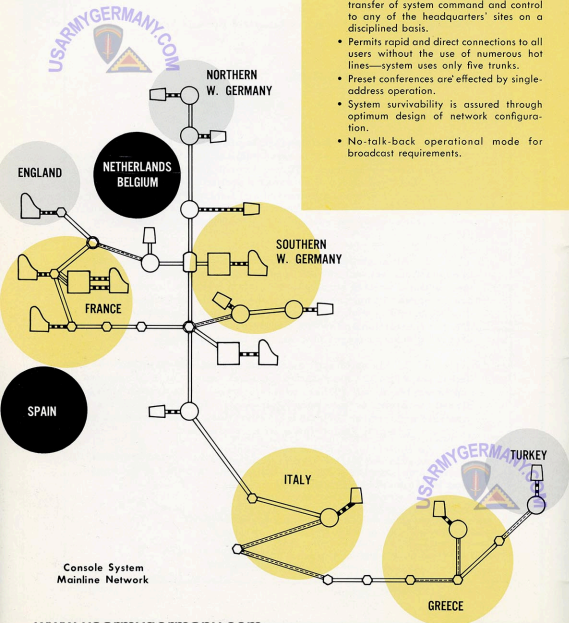 transfer of system command and control
to any of the headquarters' sites on a
disciplined basis.
• Permits rapid and direct connections to all
users without the use of numerous hot
lines—system uses only five trunks.
• Preset conferences are effected by single-
address operation.
• System survivability is assured through
optimum design of network configura-
tion.
• No-talk-back operational mode for
broadcast requirements.
USARMYGERMANY.COM
NORTHERN
W. GERMANY
ENGLAND
NETHERLANDS
BELGIUM
SOUTHERN
W. GERMANY
FRANCE
SPAIN
ITALY
USARMYGERMANY.COM
TURKEY
GREECE
Console System
Mainline Network